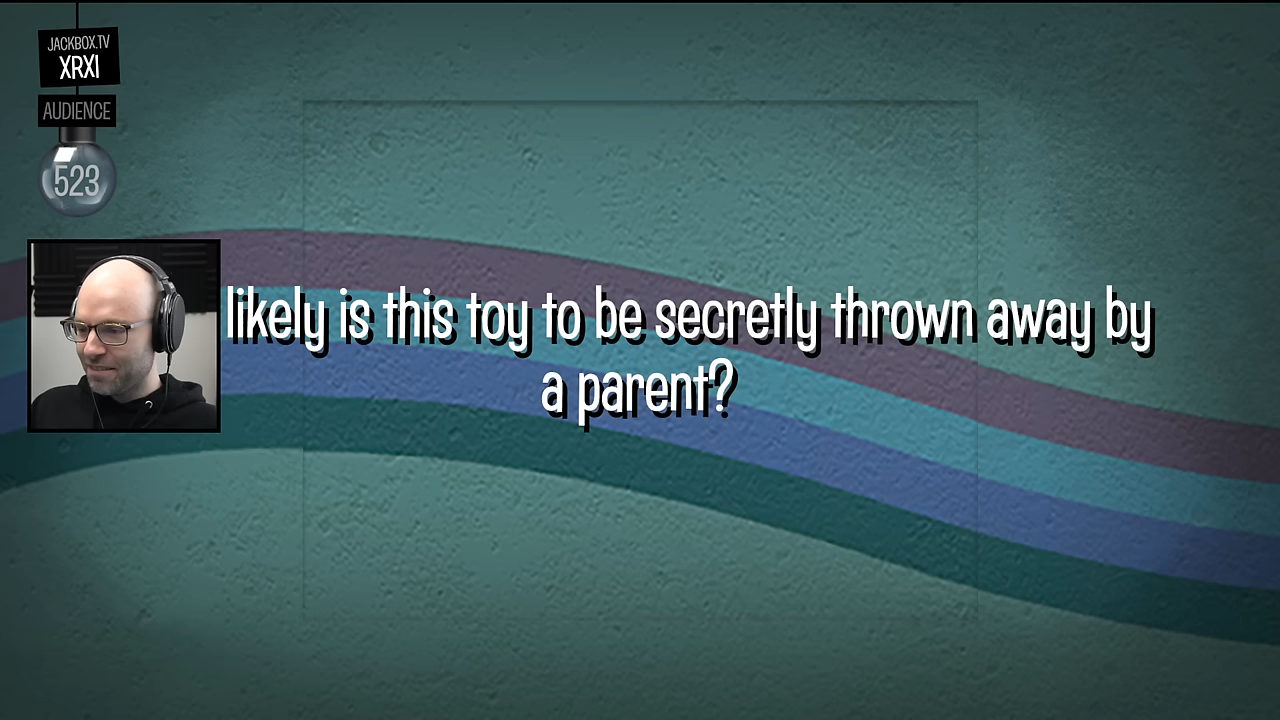 JACKBOX.TV
XRXI
AUDIENCE
523
likely is this toy to be secretly thrown away by
a parent?